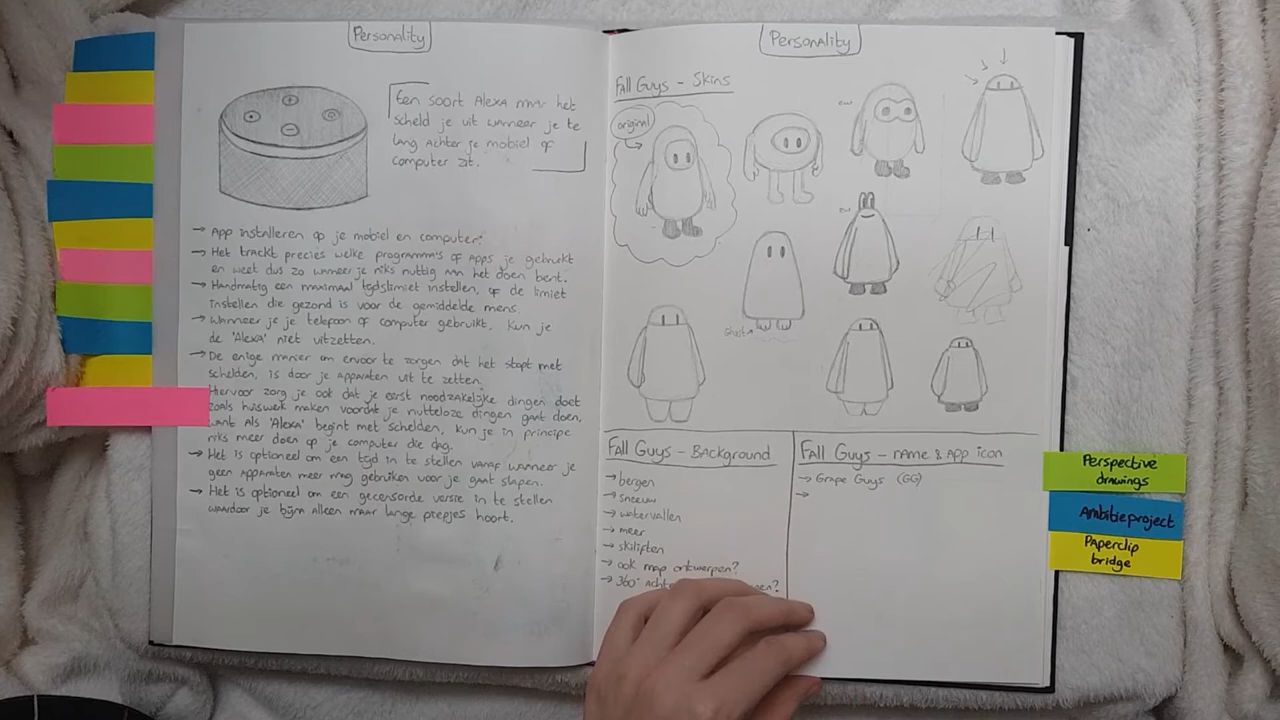 Personality
Een soort Alexa maar het
scheld je uit wanneer je te
lang achter je mobiel of
computer zit.
→ App installeren op je mobiel en computer?
→ Het trackt precies welke programm's of apps je gebruikt
en weet dus zo wanneer je niks nuttig aan het doen bent.
→ Handmatig een maximaal tijdslimiet instellen, of de limiet
instellen die gezond is voor de gemiddelde mens.
→ Wanneer je je telefoon of computer gebruikt. Kun je
de 'Alexa' niet uitzetten.
→ De enige manier om ervoor te zorgen dat het stopt met
schelden, is door je apparaten uit te zetten.
Hiervoor zorg je ook dat je eerst noodzakelijke dingen doet
zoals huiswerk maken voordat je nutteloze dingen gaat doen,
want als 'Alexa' begint met schelden, kun je in principe
niks meer doen op je computer die dag.
→ Het is optioneel om een tijd in te stellen vanaf wanneer je
geen apparaten meer mag gebruiken voor je gaat slapen.
→ Het is optioneel om een gecensorde versie in te stellen
waardoor je bijm alleen maar lange piepjes hoort.
Personality
Fall Guys - Skins
original
Ghost
Fall Guys - Background
→ bergen
→ sneeuw
→ watervallen
→ meer
→ skiliften
→ ook map ontwerpen?
→ 360°
Fall Guys - name & App icon
→ Grape Guys (GG)
→
Perspective
drawings
Ambitieproject
Paperclip
bridge